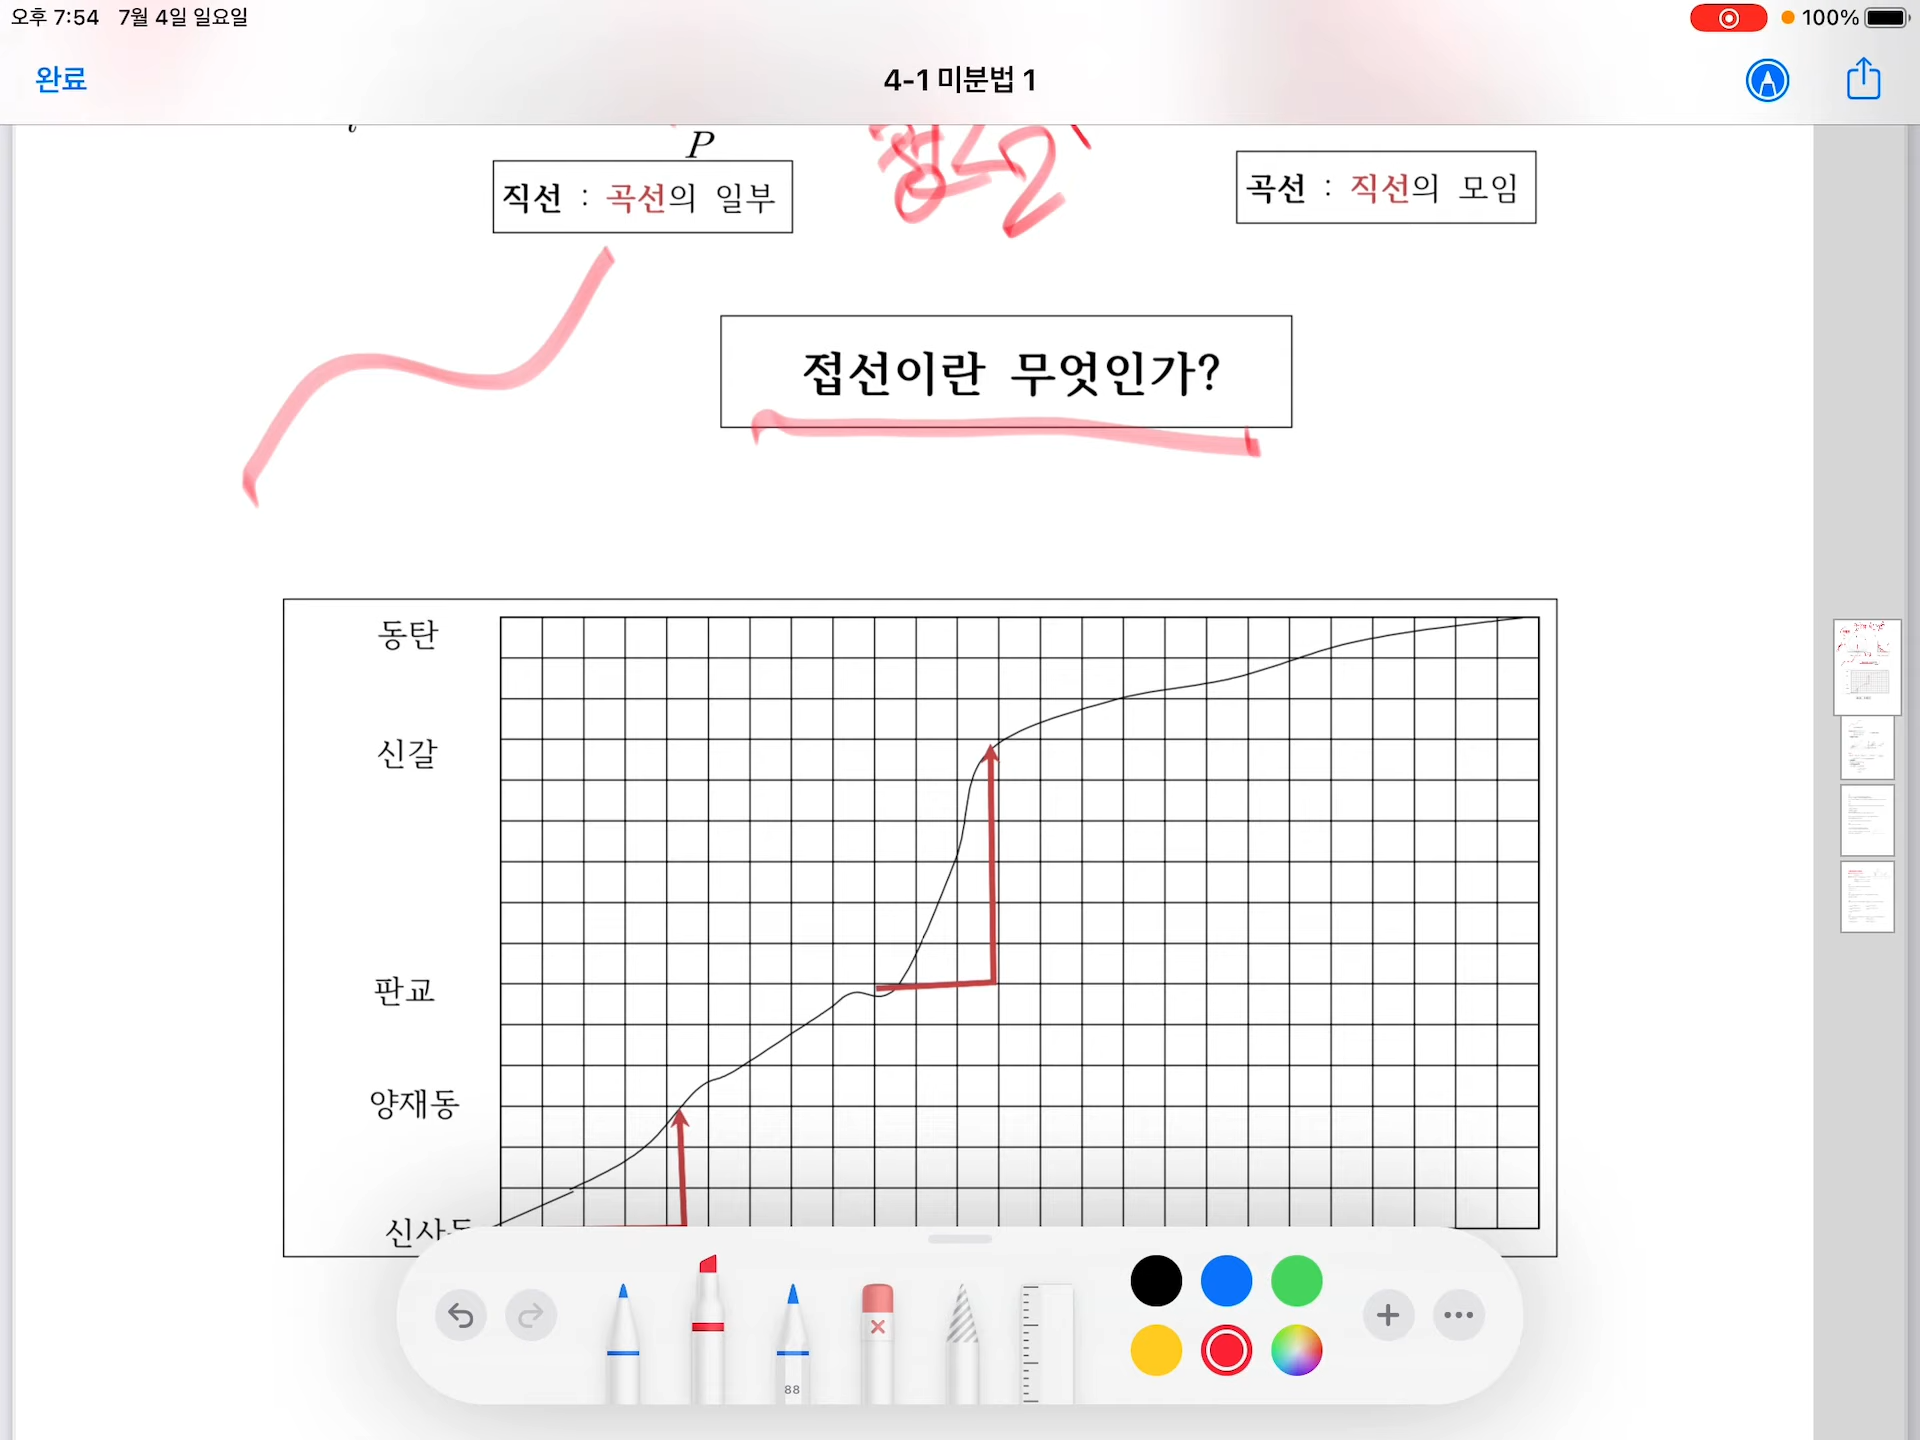 오후 7:54 7월 4일 일요일
100%
완료
4-1 미분법 1
P
직선 : 곡선의 일부
곡선 : 직선의 모임
접선이란 무엇인가?
동탄
신갈
판교
양재동
88